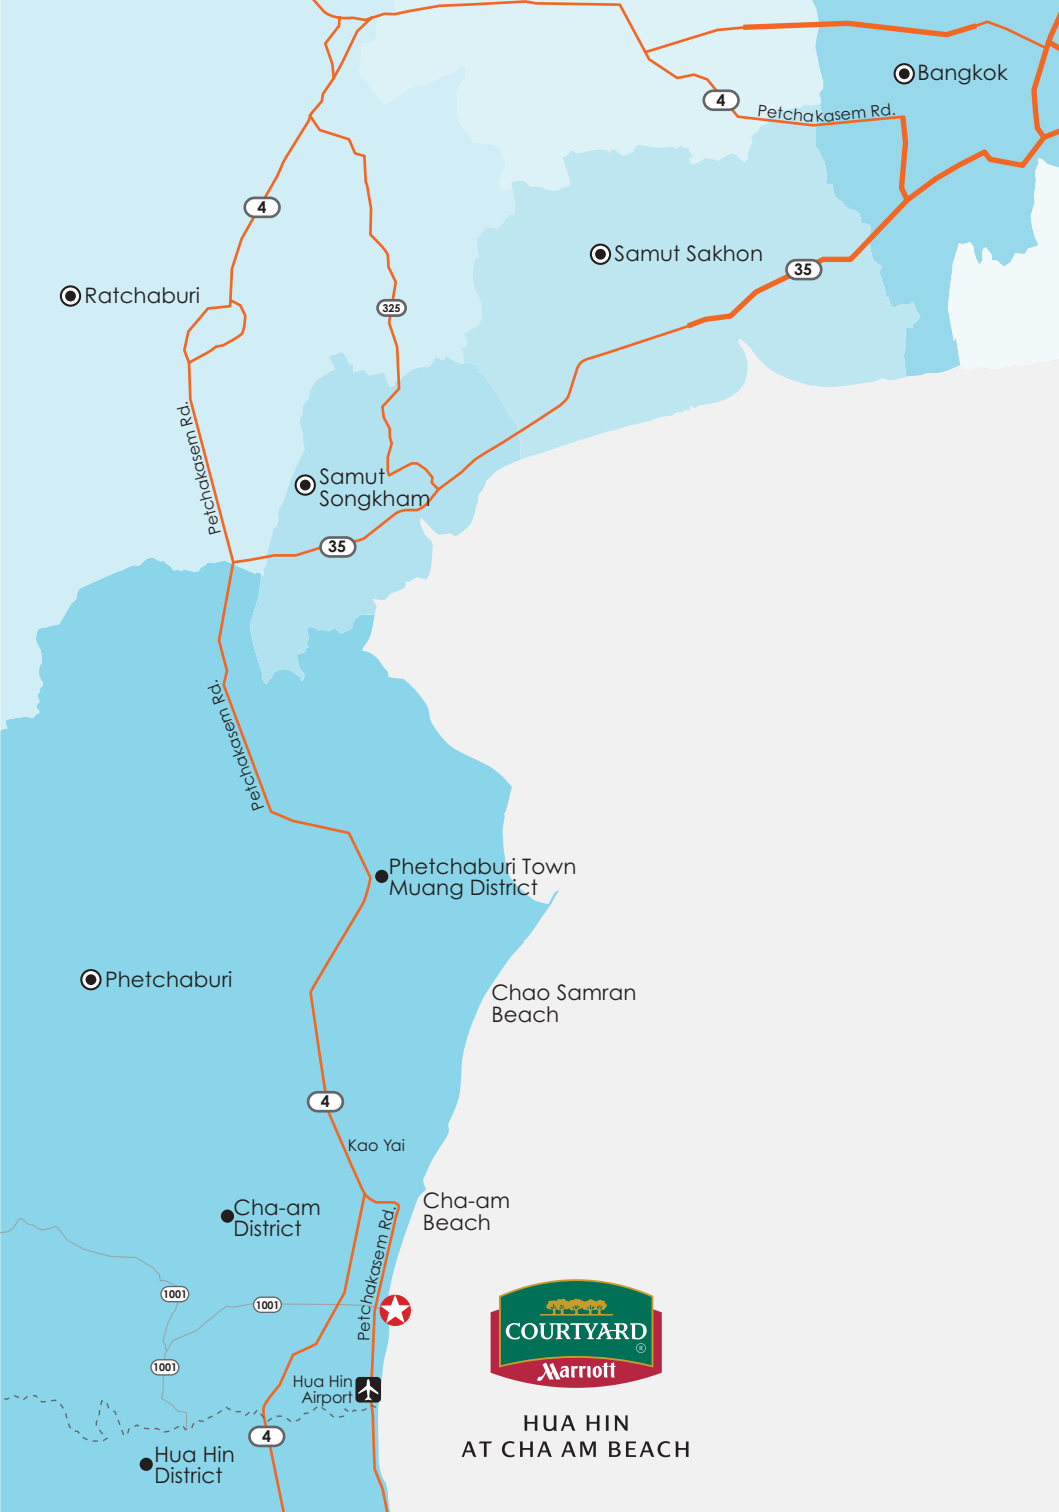 Bangkok
4
Petchakasem Rd.
4
Samut Sakhon
35
Ratchaburi
325
Petchakasem Rd.
Samut
Songkham
35
Petchakasem Rd.
Phetchaburi Town
Muang District
Phetchaburi
Chao Samran
Beach
4
Kao Yai
Cha-am
District
Cha-am
Beach
Petchakasem Rd.
1001
1001
1001
COURTYARD
®
Marriott
Hua Hin
Airport
HUA HIN
AT CHA AM BEACH
4
Hua Hin
District